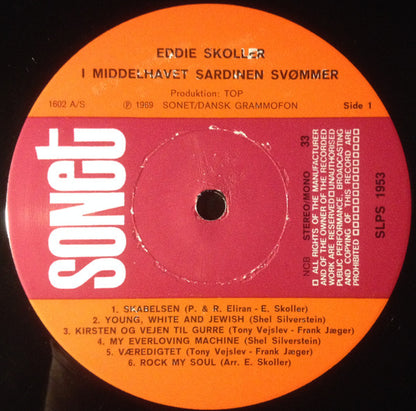 EDDIE SKOLLER
I MIDDELHAVET SARDINEN SVØMMER
Produktion: TOP
1602 A/S ℗ 1969 SONET/DANSK GRAMMOFON Side 1
sonet
NCB STEREO/MONO 33
□ ALL RIGHTS OF THE MANUFACTURER
AND OF THE OWNER OF THE RECORDED
WORK ARE RESERVED□UNAUTHORISED
PUBLIC PERFORMANCE, BROADCASTING
AND COPYING OF THIS RECORD ARE
PROHIBITED □□□□□□□□□□□□
SLPS 1953
1. SKABELSEN (P. & R. Eliran - E. Skoller)
2. YOUNG, WHITE AND JEWISH (Shel Silverstein)
3. KIRSTEN OG VEJEN TIL GURRE (Tony Vejslev - Frank Jæger)
4. MY EVERLOVING MACHINE (Shel Silverstein)
5. VÆREDIGTET (Tony Vejslev - Frank Jæger)
6. ROCK MY SOUL (Arr. E. Skoller)